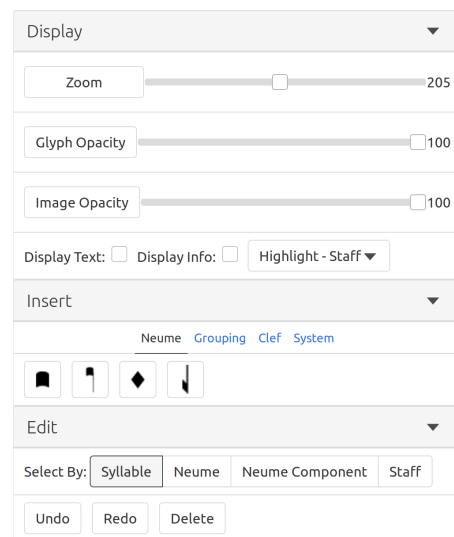 Display
Zoom 205
Glyph Opacity 100
Image Opacity 100
Display Text: Display Info: Highlight - Staff
Insert
Neume Grouping Clef System
Edit
Select By: Syllable Neume Neume Component Staff
Undo Redo Delete